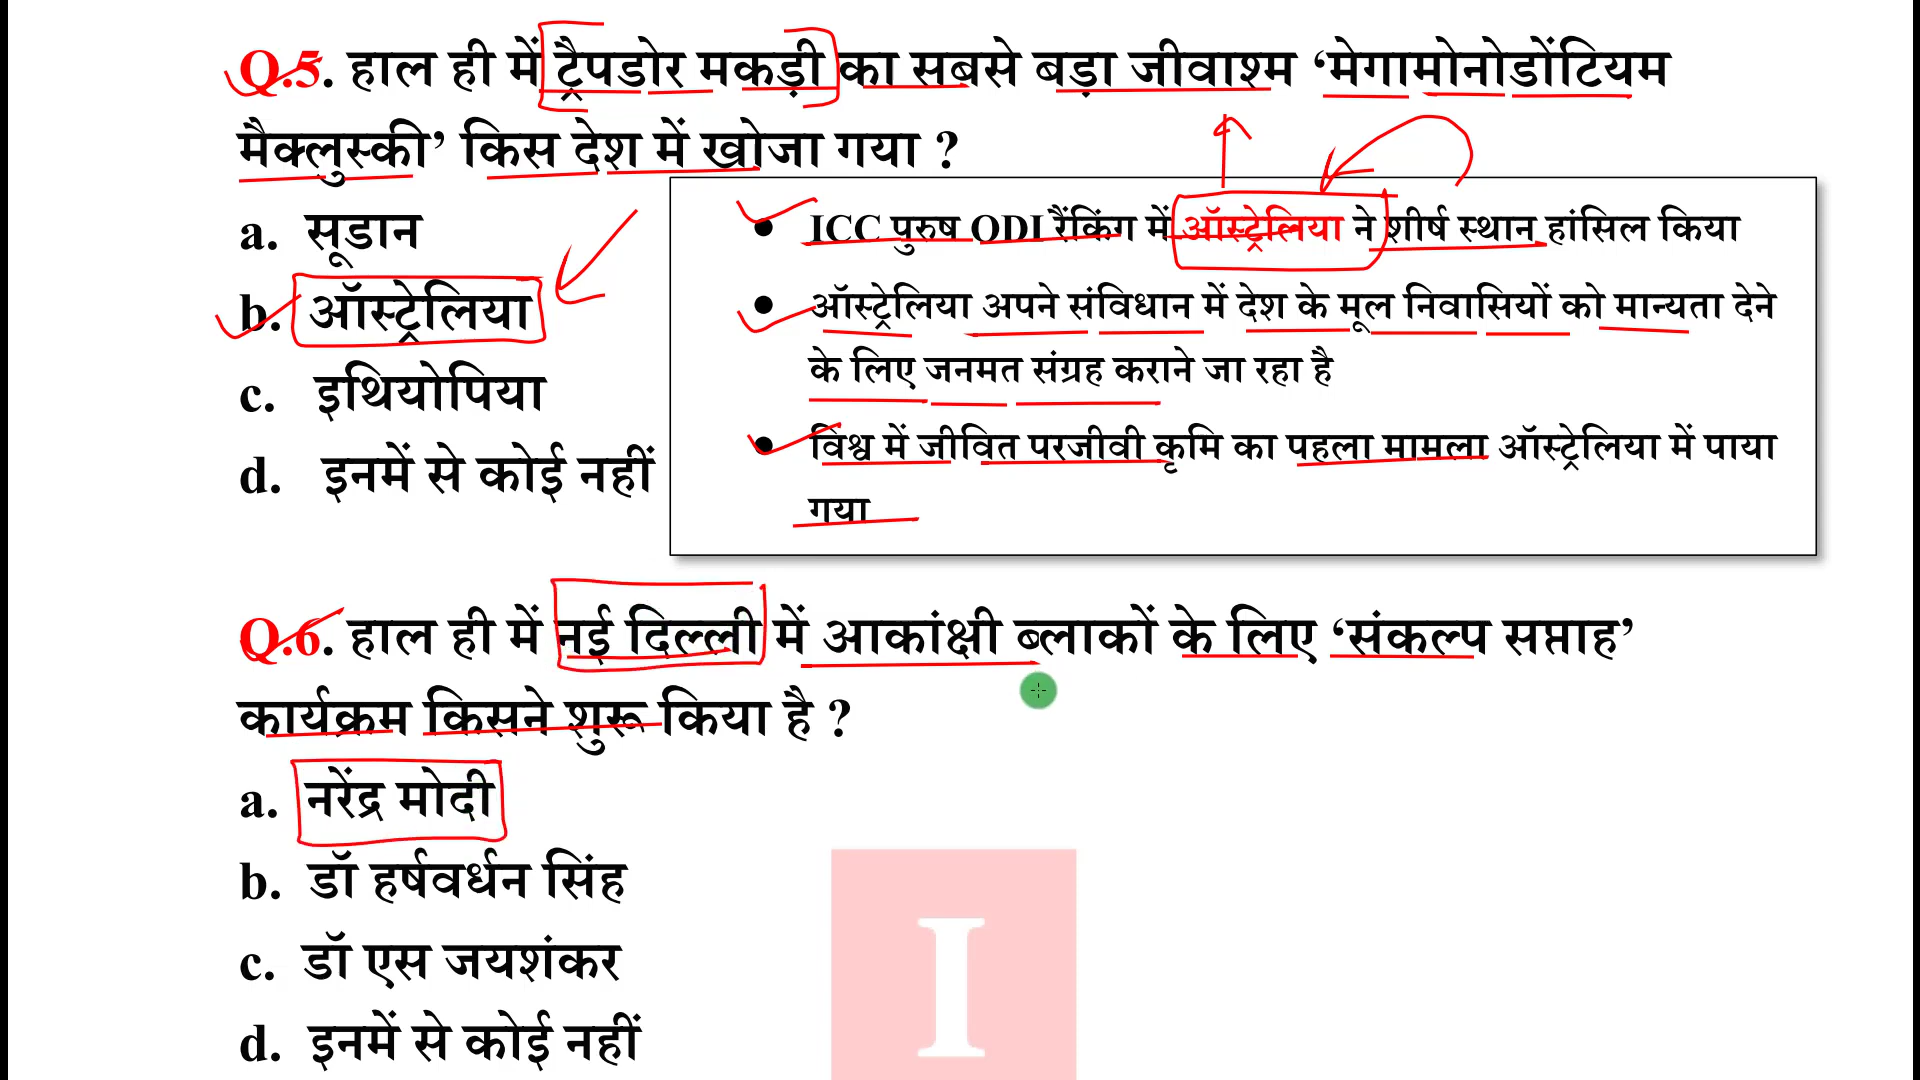 Q.5. हाल ही में ट्रैपडोर मकड़ी का सबसे बड़ा जीवाश्म ‘मेगामोनोडोंटियम
मैक्लुस्की’ किस देश में खोजा गया ?
a. सूडान
b. ऑस्ट्रेलिया
c. इथियोपिया
d. इनमें से कोई नहीं
● ICC पुरुष ODI रैंकिंग में ऑस्ट्रेलिया ने शीर्ष स्थान हांसिल किया
● ऑस्ट्रेलिया अपने संविधान में देश के मूल निवासियों को मान्यता देने
के लिए जनमत संग्रह कराने जा रहा है
● विश्व में जीवित परजीवी कृमि का पहला मामला ऑस्ट्रेलिया में पाया
गया
Q.6. हाल ही में नई दिल्ली में आकांक्षी ब्लाकों के लिए ‘संकल्प सप्ताह’
कार्यक्रम किसने शुरू किया है ?
a. नरेंद्र मोदी
b. डॉ हर्षवर्धन सिंह
c. डॉ एस जयशंकर
d. इनमें से कोई नहीं
I